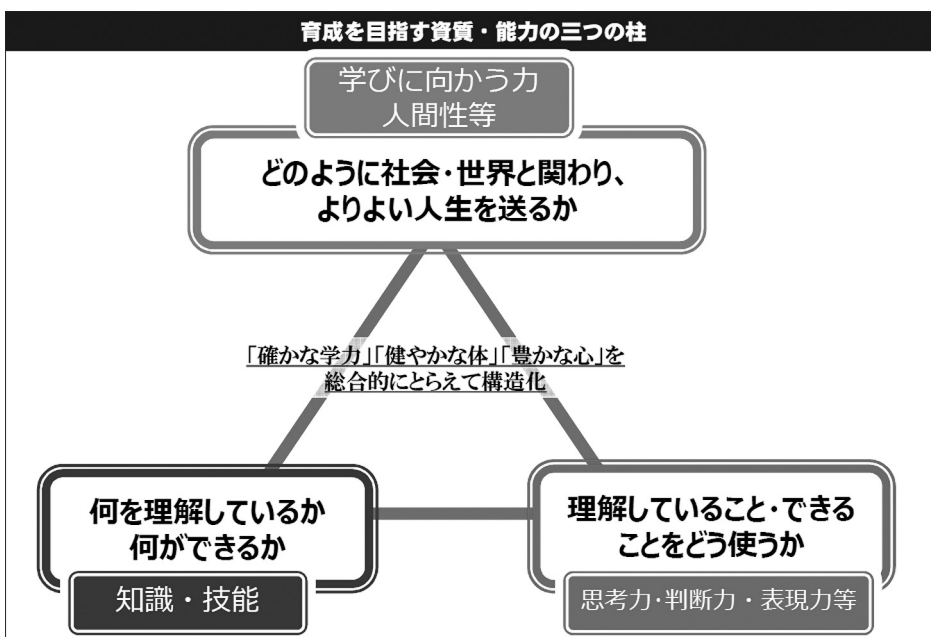 育成を目指す資質・能力の三つの柱
学びに向かう力
人間性等
どのように社会・世界と関わり、
よりよい人生を送るか
「確かな学力」「健やかな体」「豊かな心」を
総合的にとらえて構造化
何を理解しているか
何ができるか
知識・技能
理解していること・できる
ことをどう使うか
思考力・判断力・表現力等